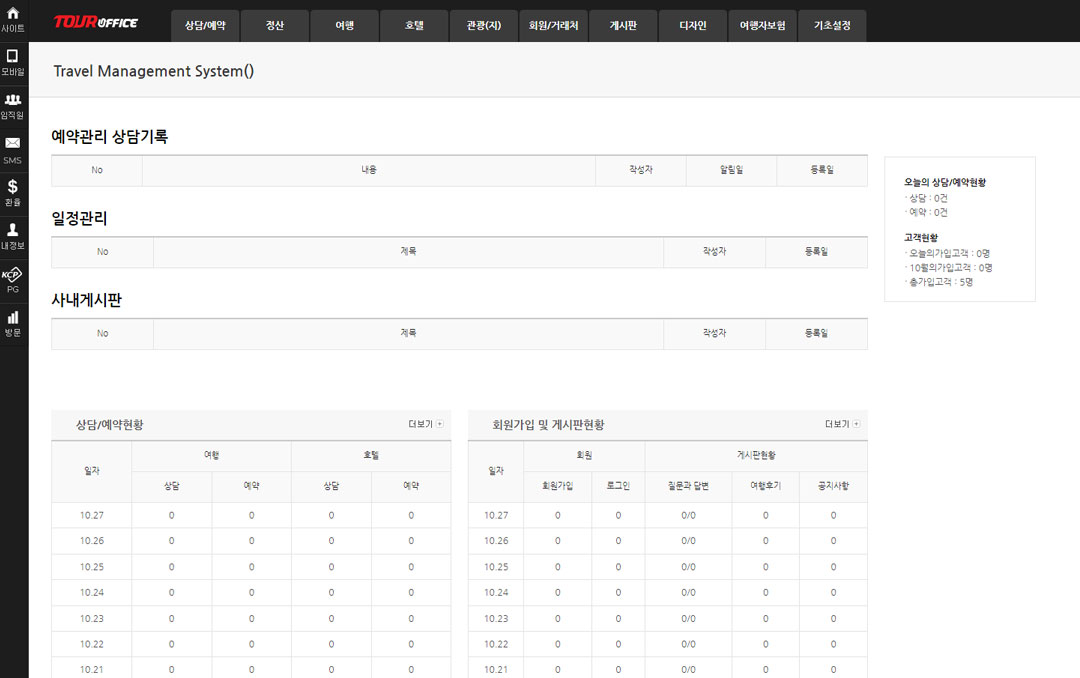 TOUR OFFICE
상담/예약 정산 여행 호텔 관광(지) 회원/거래처 게시판 디자인 여행자보험 기초설정
사이트
모바일
임직원
SMS
$
환율
내정보
KCP
PG
방문
Travel Management System()
예약관리 상담기록
No 내용 작성자 알림일 등록일
일정관리
No 제목 작성자 등록일
사내게시판
No 제목 작성자 등록일
오늘의 상담/예약현황
· 상담 : 0건
· 예약 : 0건
고객현황
· 오늘의가입고객 : 0명
· 10월의가입고객 : 0명
· 총가입고객 : 5명
상담/예약현황 더보기 +
일자 여행 호텔
상담 예약 상담 예약
10.27 0 0 0 0
10.26 0 0 0 0
10.25 0 0 0 0
10.24 0 0 0 0
10.23 0 0 0 0
10.22 0 0 0 0
10.21 0 0 0 0
회원가입 및 게시판현황 더보기 +
일자 회원 게시판현황
회원가입 로그인 질문과 답변 여행후기 공지사항
10.27 0 0 0/0 0 0
10.26 0 0 0/0 0 0
10.25 0 0 0/0 0 0
10.24 0 0 0/0 0 0
10.23 0 0 0/0 0 0
10.22 0 0 0/0 0 0
10.21 0 0 0/0 0 0